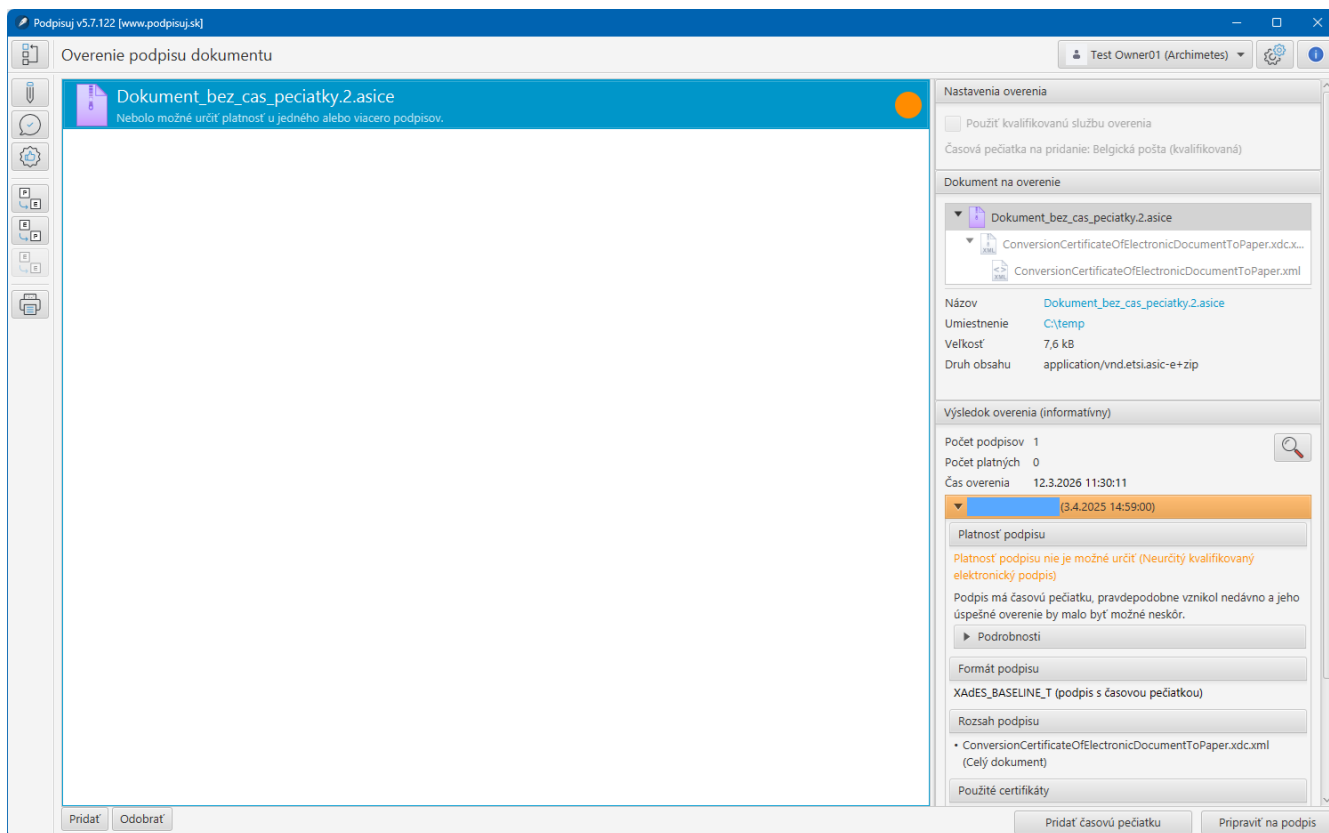 Podpisuj v5.7.122 [www.podpisuj.sk]
Overenie podpisu dokumentu
Test Owner01 (Archimetes)
Dokument_bez_cas_peciatky.2.asice
Nebolo možné určiť platnosť u jedného alebo viacero podpisov.
Nastavenia overenia
Použiť kvalifikovanú službu overenia
Časová pečiatka na pridanie: Belgická pošta (kvalifikovaná)
Dokument na overenie
Dokument_bez_cas_peciatky.2.asice
ConversionCertificateOfElectronicDocumentToPaper.xdc.x...
ConversionCertificateOfElectronicDocumentToPaper.xml
Názov Dokument_bez_cas_peciatky.2.asice
Umiestnenie C:\temp
Veľkosť 7,6 kB
Druh obsahu application/vnd.etsi.asic-e+zip
Výsledok overenia (informatívny)
Počet podpisov 1
Počet platných 0
Čas overenia 12.3.2026 11:30:11
(3.4.2025 14:59:00)
Platnosť podpisu
Platnosť podpisu nie je možné určiť (Neurčitý kvalifikovaný
elektronický podpis)
Podpis má časovú pečiatku, pravdepodobne vznikol nedávno a jeho
úspešné overenie by malo byť možné neskôr.
Podrobnosti
Formát podpisu
XAdES_BASELINE_T (podpis s časovou pečiatkou)
Rozsah podpisu
• ConversionCertificateOfElectronicDocumentToPaper.xdc.xml
(Celý dokument)
Použité certifikáty
Pridať Odobrať
Pridať časovú pečiatku Pripraviť na podpis